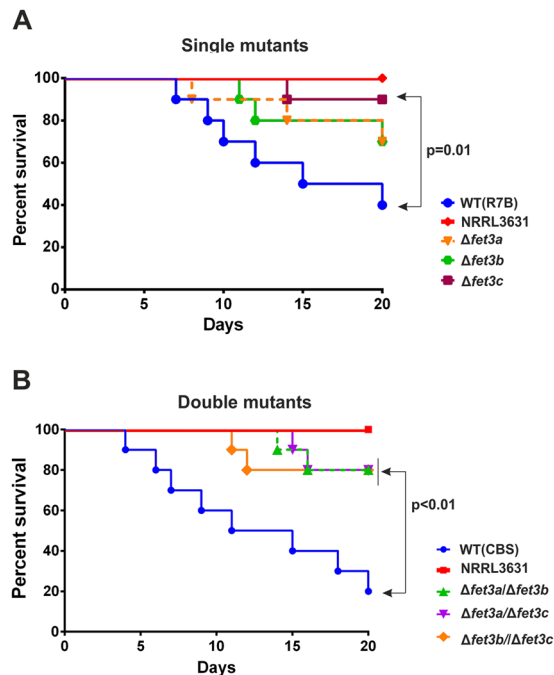 A
Single mutants
Percent survival
100
80
60
40
20
0
0
5
10
15
20
Days
p=0.01
WT(R7B)
NRRL3631
Δfet3a
Δfet3b
Δfet3c
B
Double mutants
Percent survival
100
80
60
40
20
0
0
5
10
15
20
Days
p<0.01
WT(CBS)
NRRL3631
Δfet3a/Δfet3b
Δfet3a/Δfet3c
Δfet3b//Δfet3c